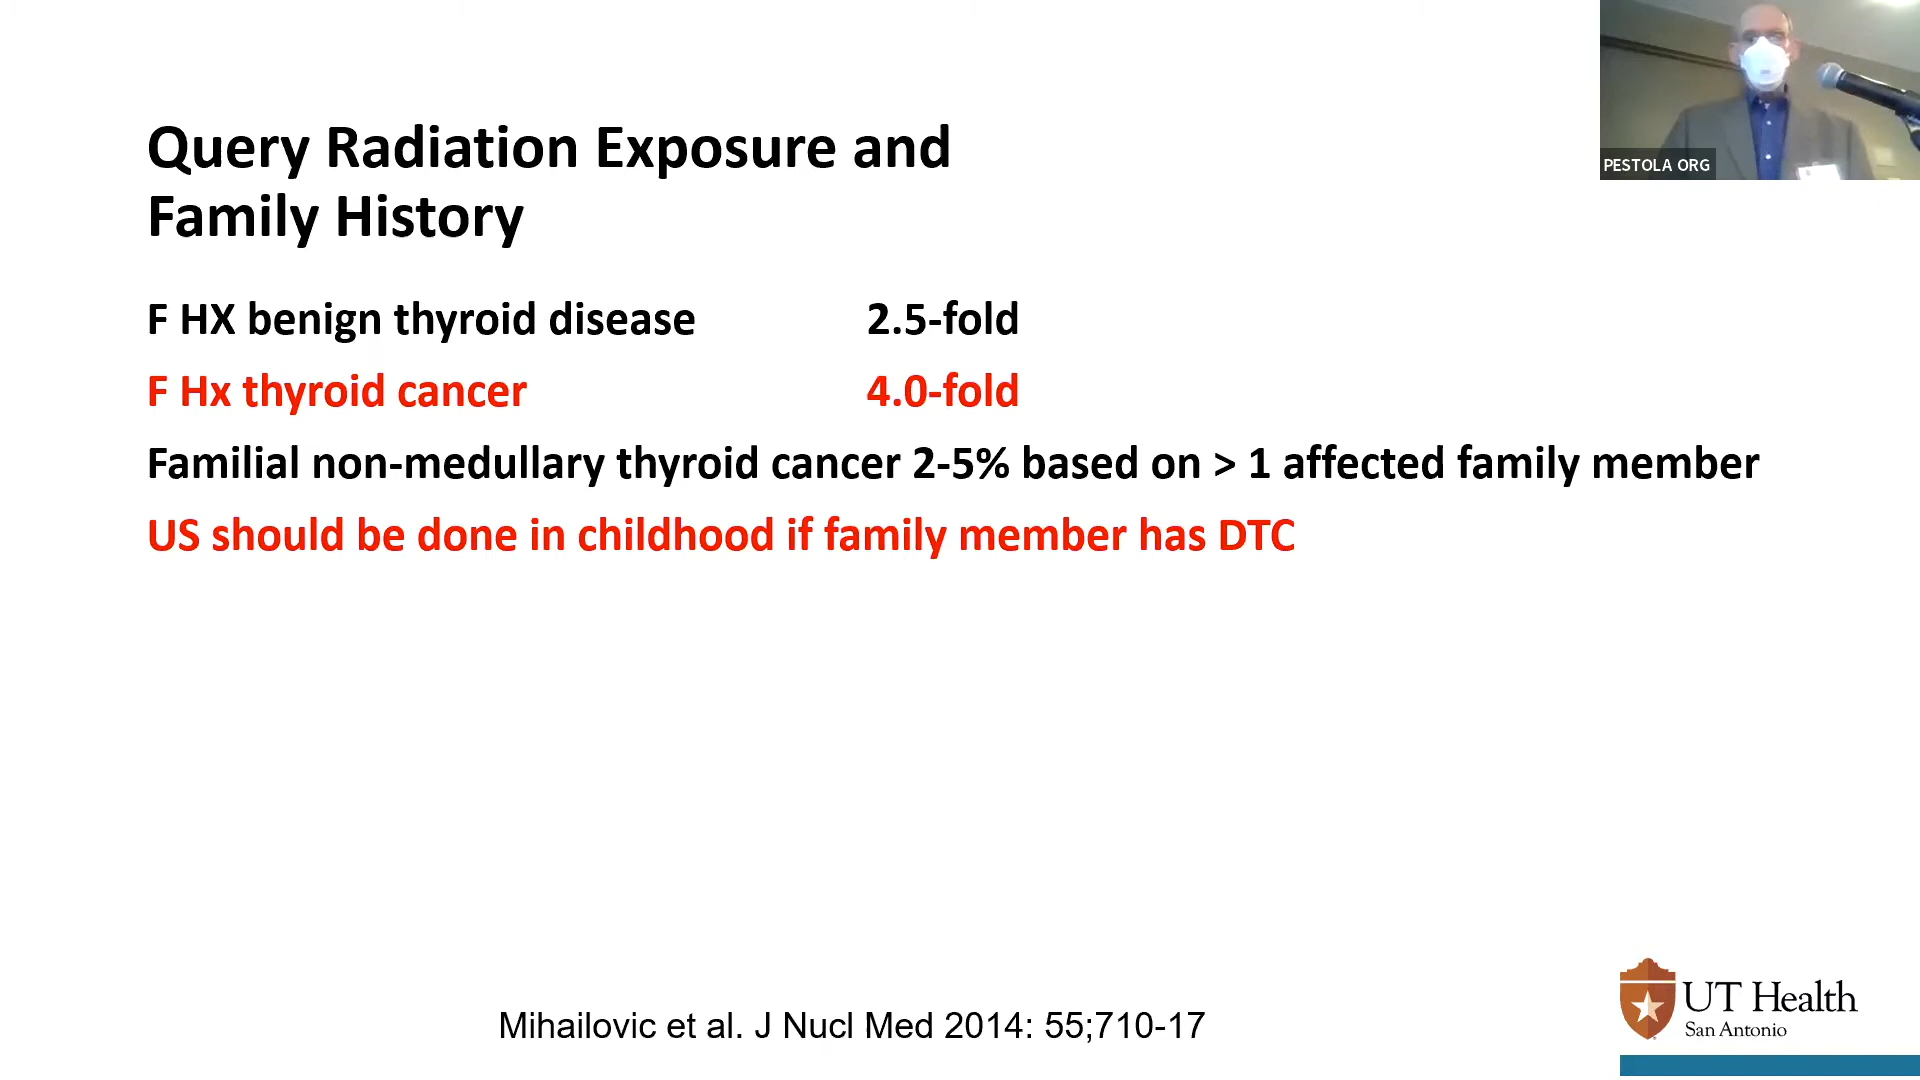 Query Radiation Exposure and
Family History
F HX benign thyroid disease 2.5-fold
F Hx thyroid cancer 4.0-fold
Familial non-medullary thyroid cancer 2-5% based on > 1 affected family member
US should be done in childhood if family member has DTC
Mihailovic et al. J Nucl Med 2014: 55;710-17
PESTOLA ORG
UT Health
San Antonio